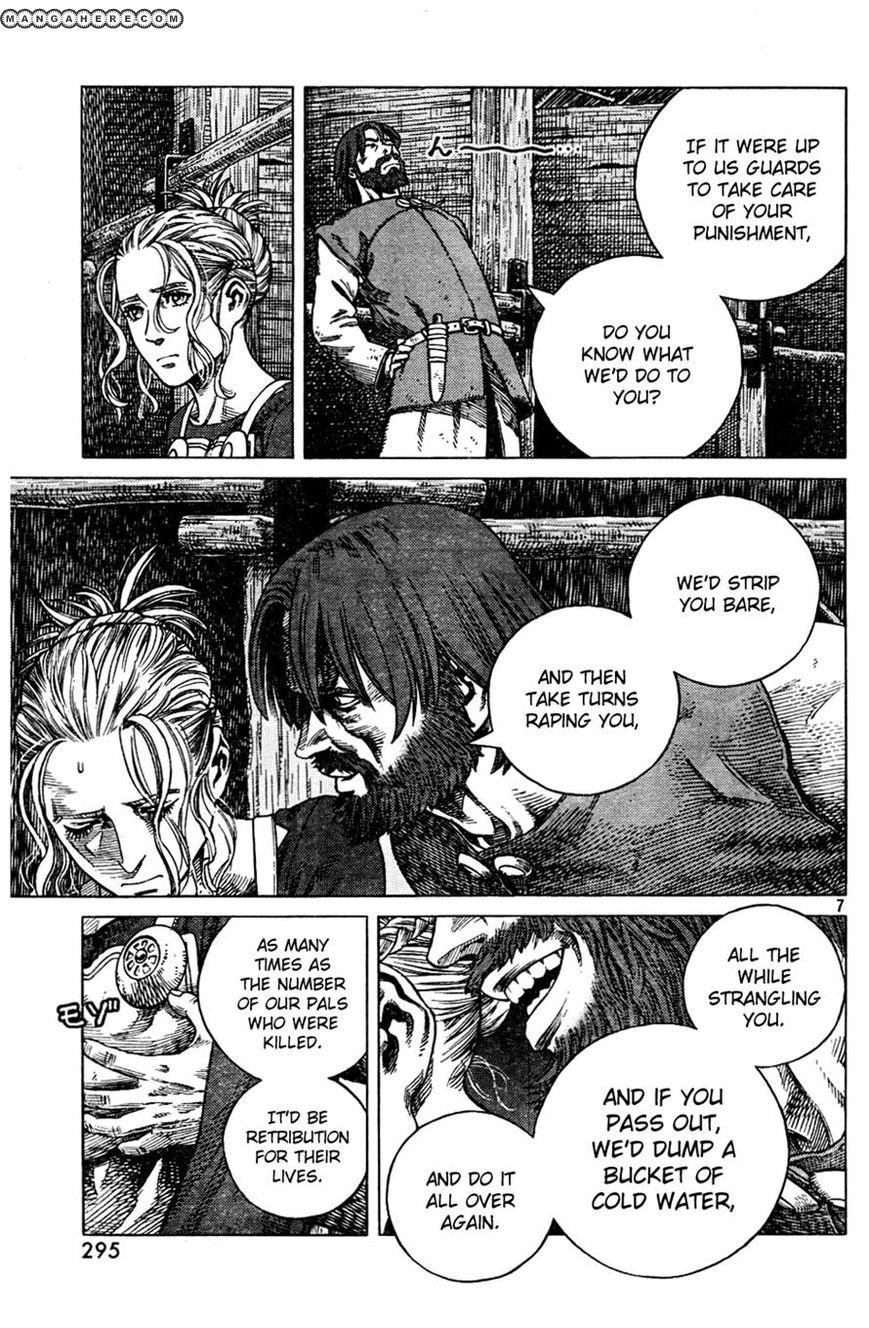 MANGAHERE.COM
ん〜〜…
IF IT WERE UP
TO US GUARDS
TO TAKE CARE
OF YOUR
PUNISHMENT,
DO YOU
KNOW WHAT
WE'D DO TO
YOU?
WE'D STRIP
YOU BARE,
AND THEN
TAKE TURNS
RAPING YOU,
7
AS MANY
TIMES AS
THE NUMBER
OF OUR PALS
WHO WERE
KILLED.
IT'D BE
RETRIBUTION
FOR THEIR
LIVES.
モゾ
ALL THE
WHILE
STRANGLING
YOU.
AND IF YOU
PASS OUT,
WE'D DUMP A
BUCKET OF
COLD WATER,
AND DO IT
ALL OVER
AGAIN.
295